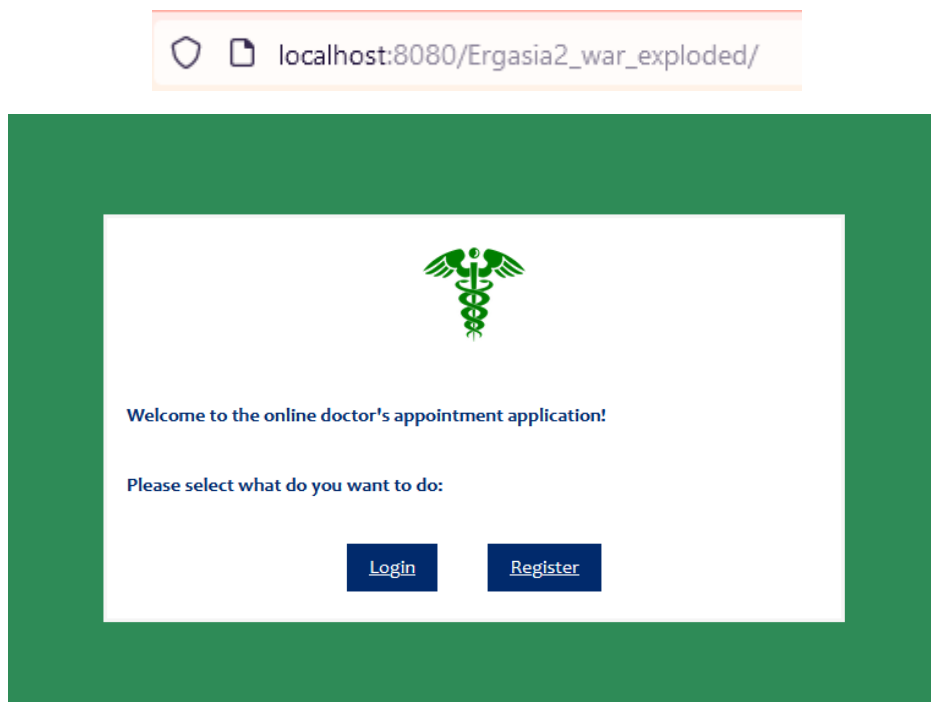 localhost:8080/Ergasia2_war_exploded/
Welcome to the online doctor's appointment application!
Please select what do you want to do:
Login Register